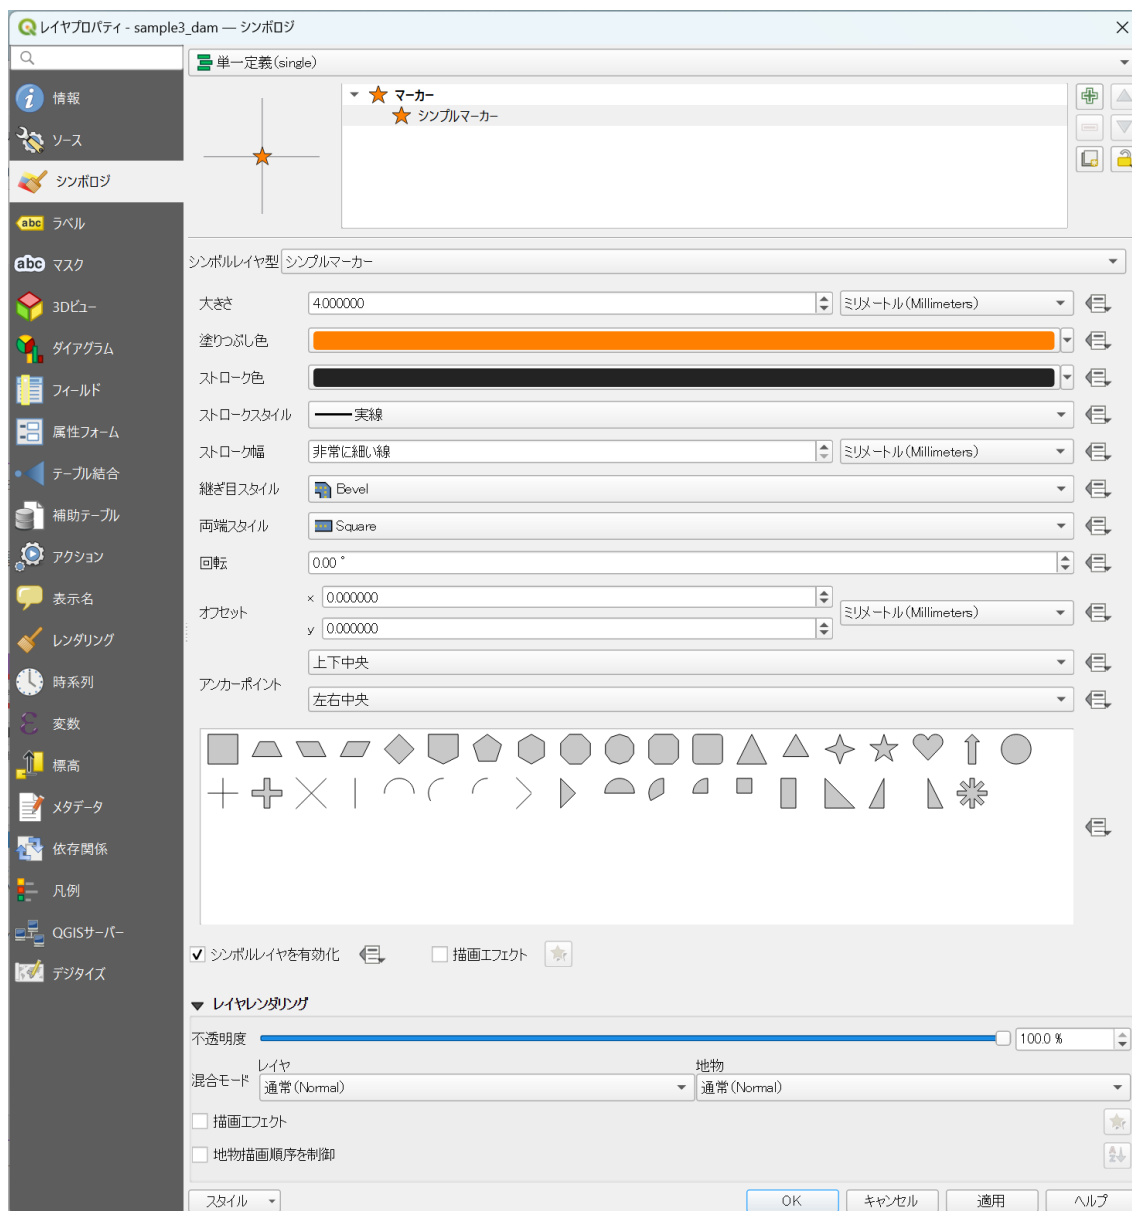 レイヤプロパティ - sample3_dam — シンボロジ
単一定義(single)
情報
ソース
シンボロジ
abc ラベル
abc マスク
3Dビュー
ダイアグラム
フィールド
属性フォーム
テーブル結合
補助テーブル
アクション
表示名
レンダリング
時系列
変数
標高
メタデータ
依存関係
凡例
QGISサーバー
デジタイズ
マーカー
シンプルマーカー
シンボルレイヤ型 シンプルマーカー
大きさ 4.000000 ミリメートル(Millimeters)
塗りつぶし色
ストローク色
ストロークスタイル 実線
ストローク幅 非常に細い線 ミリメートル(Millimeters)
継ぎ目スタイル Bevel
両端スタイル Square
回転 0.00 °
オフセット x 0.000000 ミリメートル(Millimeters)
y 0.000000
アンカーポイント 上下中央
左右中央
シンボルレイヤを有効化 描画エフェクト
レイヤレンダリング
不透明度 100.0 %
混合モード レイヤ 地物
通常(Normal) 通常(Normal)
描画エフェクト
地物描画順序を制御
スタイル OK キャンセル 適用 ヘルプ